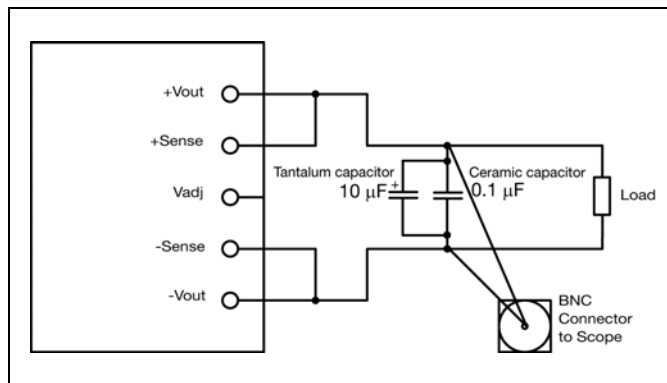 +Vout
+Sense
Vadj
-Sense
-Vout
Tantalum capacitor
10 μF+
Ceramic capacitor
0.1 μF
Load
BNC
Connector
to Scope